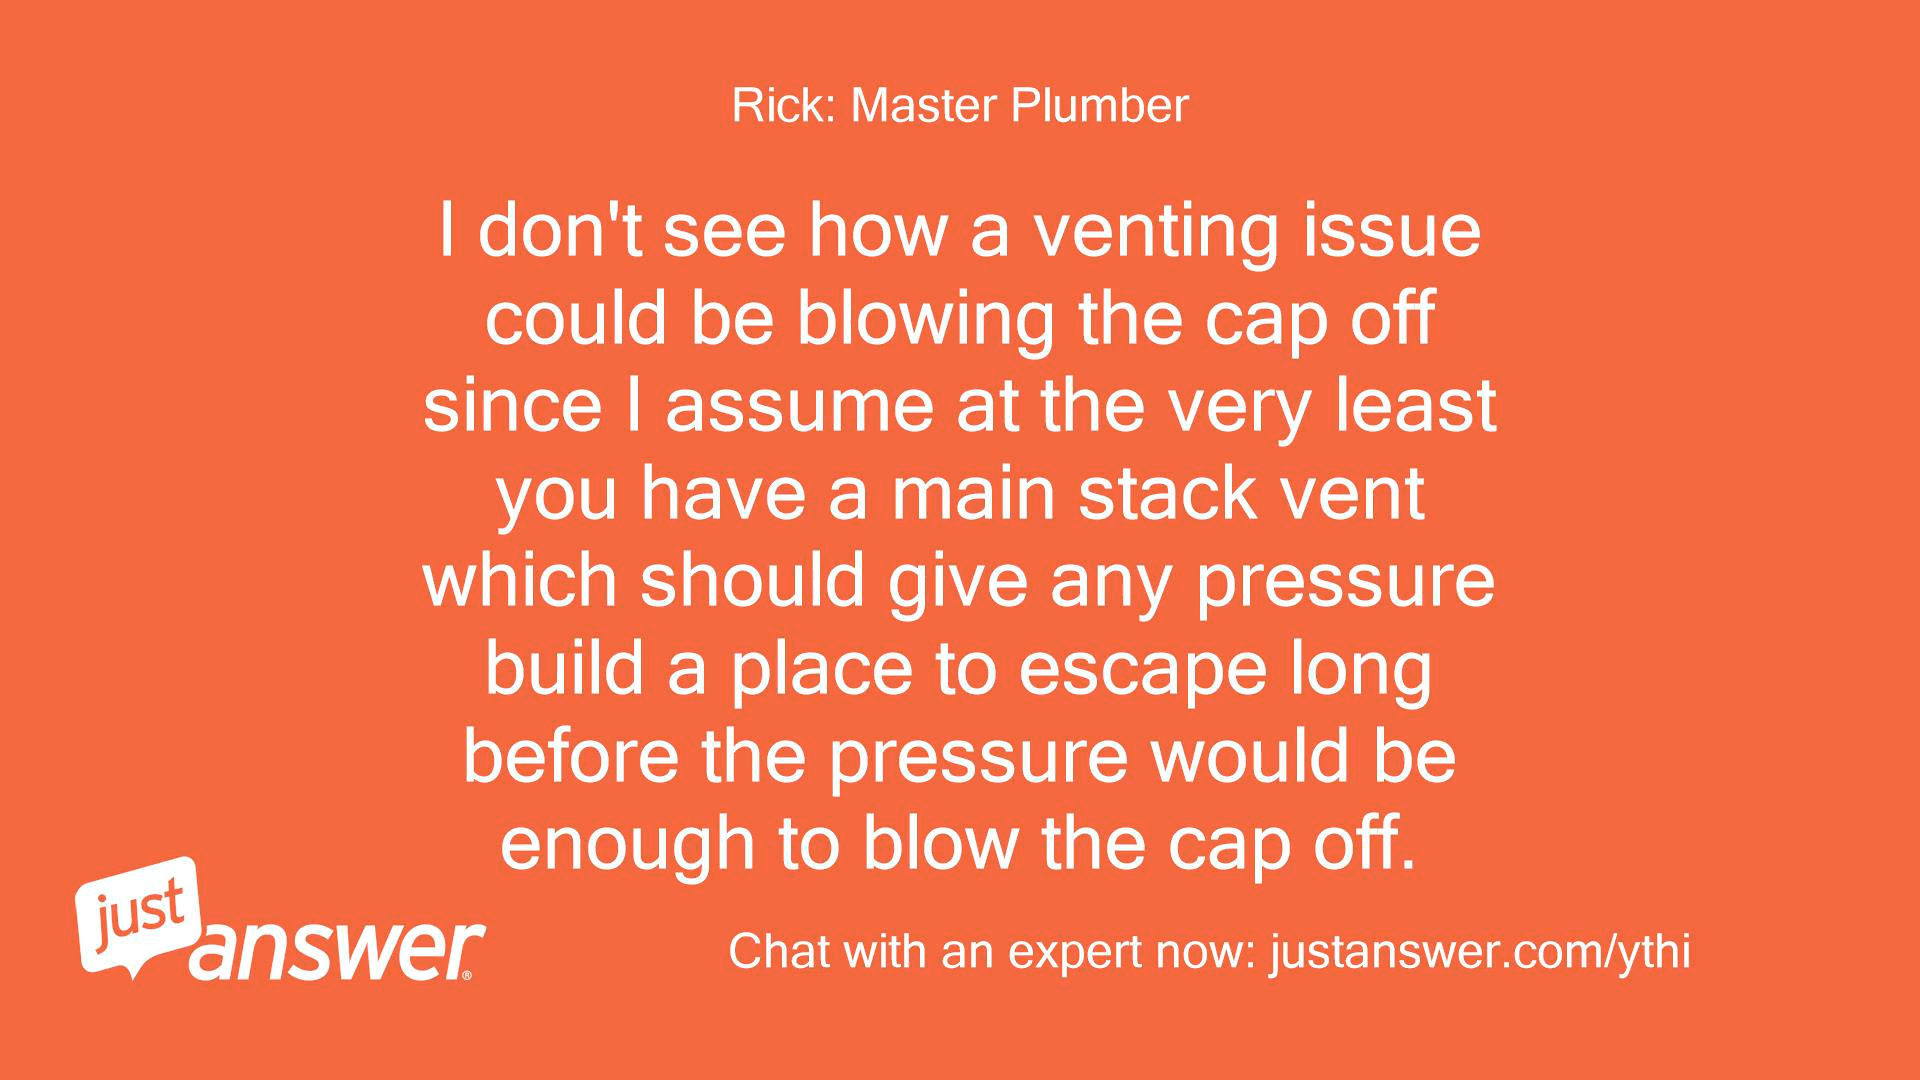 Rick: Master Plumber
I don't see how a venting issue
could be blowing the cap off
since I assume at the very least
you have a main stack vent
which should give any pressure
build a place to escape long
before the pressure would be
enough to blow the cap off.
just
answer®
Chat with an expert now: justanswer.com/ythi